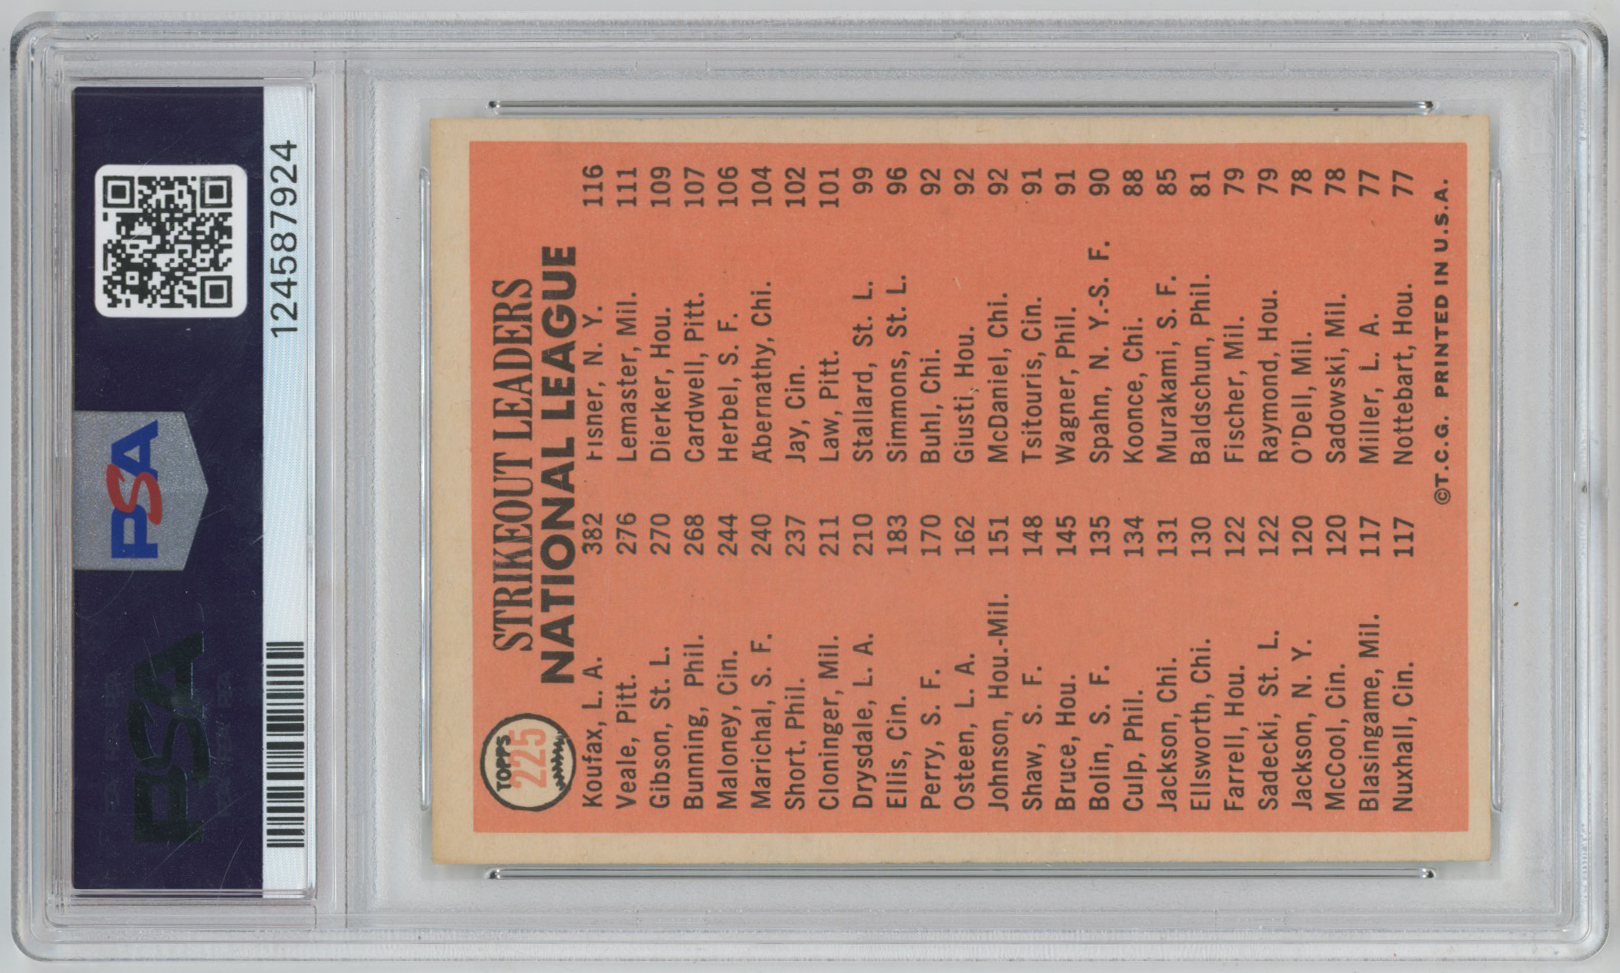 PSA
PSA
124587924
TOPPS
225
STRIKEOUT LEADERS
NATIONAL LEAGUE
Koufax, L. A. 382
Veale, Pitt. 276
Gibson, St. L. 270
Bunning, Phil. 268
Maloney, Cin. 244
Marichal, S. F. 240
Short, Phil. 237
Cloninger, Mil. 211
Drysdale, L. A. 210
Ellis, Cin. 183
Perry, S. F. 170
Osteen, L. A. 162
Johnson, Hou.-Mil. 151
Shaw, S. F. 148
Bruce, Hou. 145
Bolin, S. F. 135
Culp, Phil. 134
Jackson, Chi. 131
Ellsworth, Chi. 130
Farrell, Hou. 122
Sadecki, St. L. 122
Jackson, N. Y. 120
McCool, Cin. 120
Blasingame, Mil. 117
Nuxhall, Cin. 117
Fisher, N. Y. 116
Lemaster, Mil. 111
Dierker, Hou. 109
Cardwell, Pitt. 107
Herbel, S. F. 106
Abernathy, Chi. 104
Jay, Cin. 102
Law, Pitt. 101
Stallard, St. L. 99
Simmons, St. L. 96
Buhl, Chi. 92
Giusti, Hou. 92
McDaniel, Chi. 92
Tsitouris, Cin. 91
Wagner, Phil. 91
Spahn, N. Y.-S. F. 90
Koonce, Chi. 88
Murakami, S. F. 85
Baldschun, Phil. 81
Fischer, Mil. 79
Raymond, Hou. 79
O'Dell, Mil. 78
Sadowski, Mil. 78
Miller, L. A. 77
Nottebart, Hou. 77
©T.C.G. PRINTED IN U.S.A.